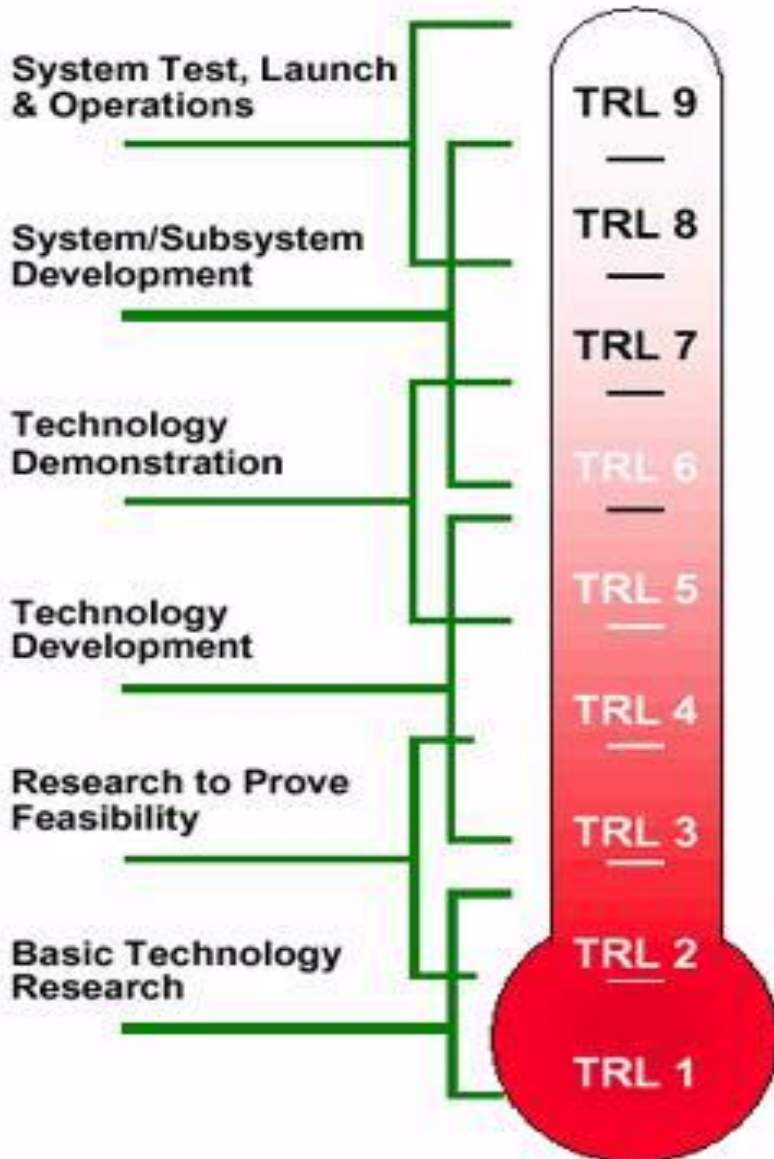 System Test, Launch
& Operations
System/Subsystem
Development
Technology
Demonstration
Technology
Development
Research to Prove
Feasibility
Basic Technology
Research
TRL 9
TRL 8
TRL 7
TRL 6
TRL 5
TRL 4
TRL 3
TRL 2
TRL 1